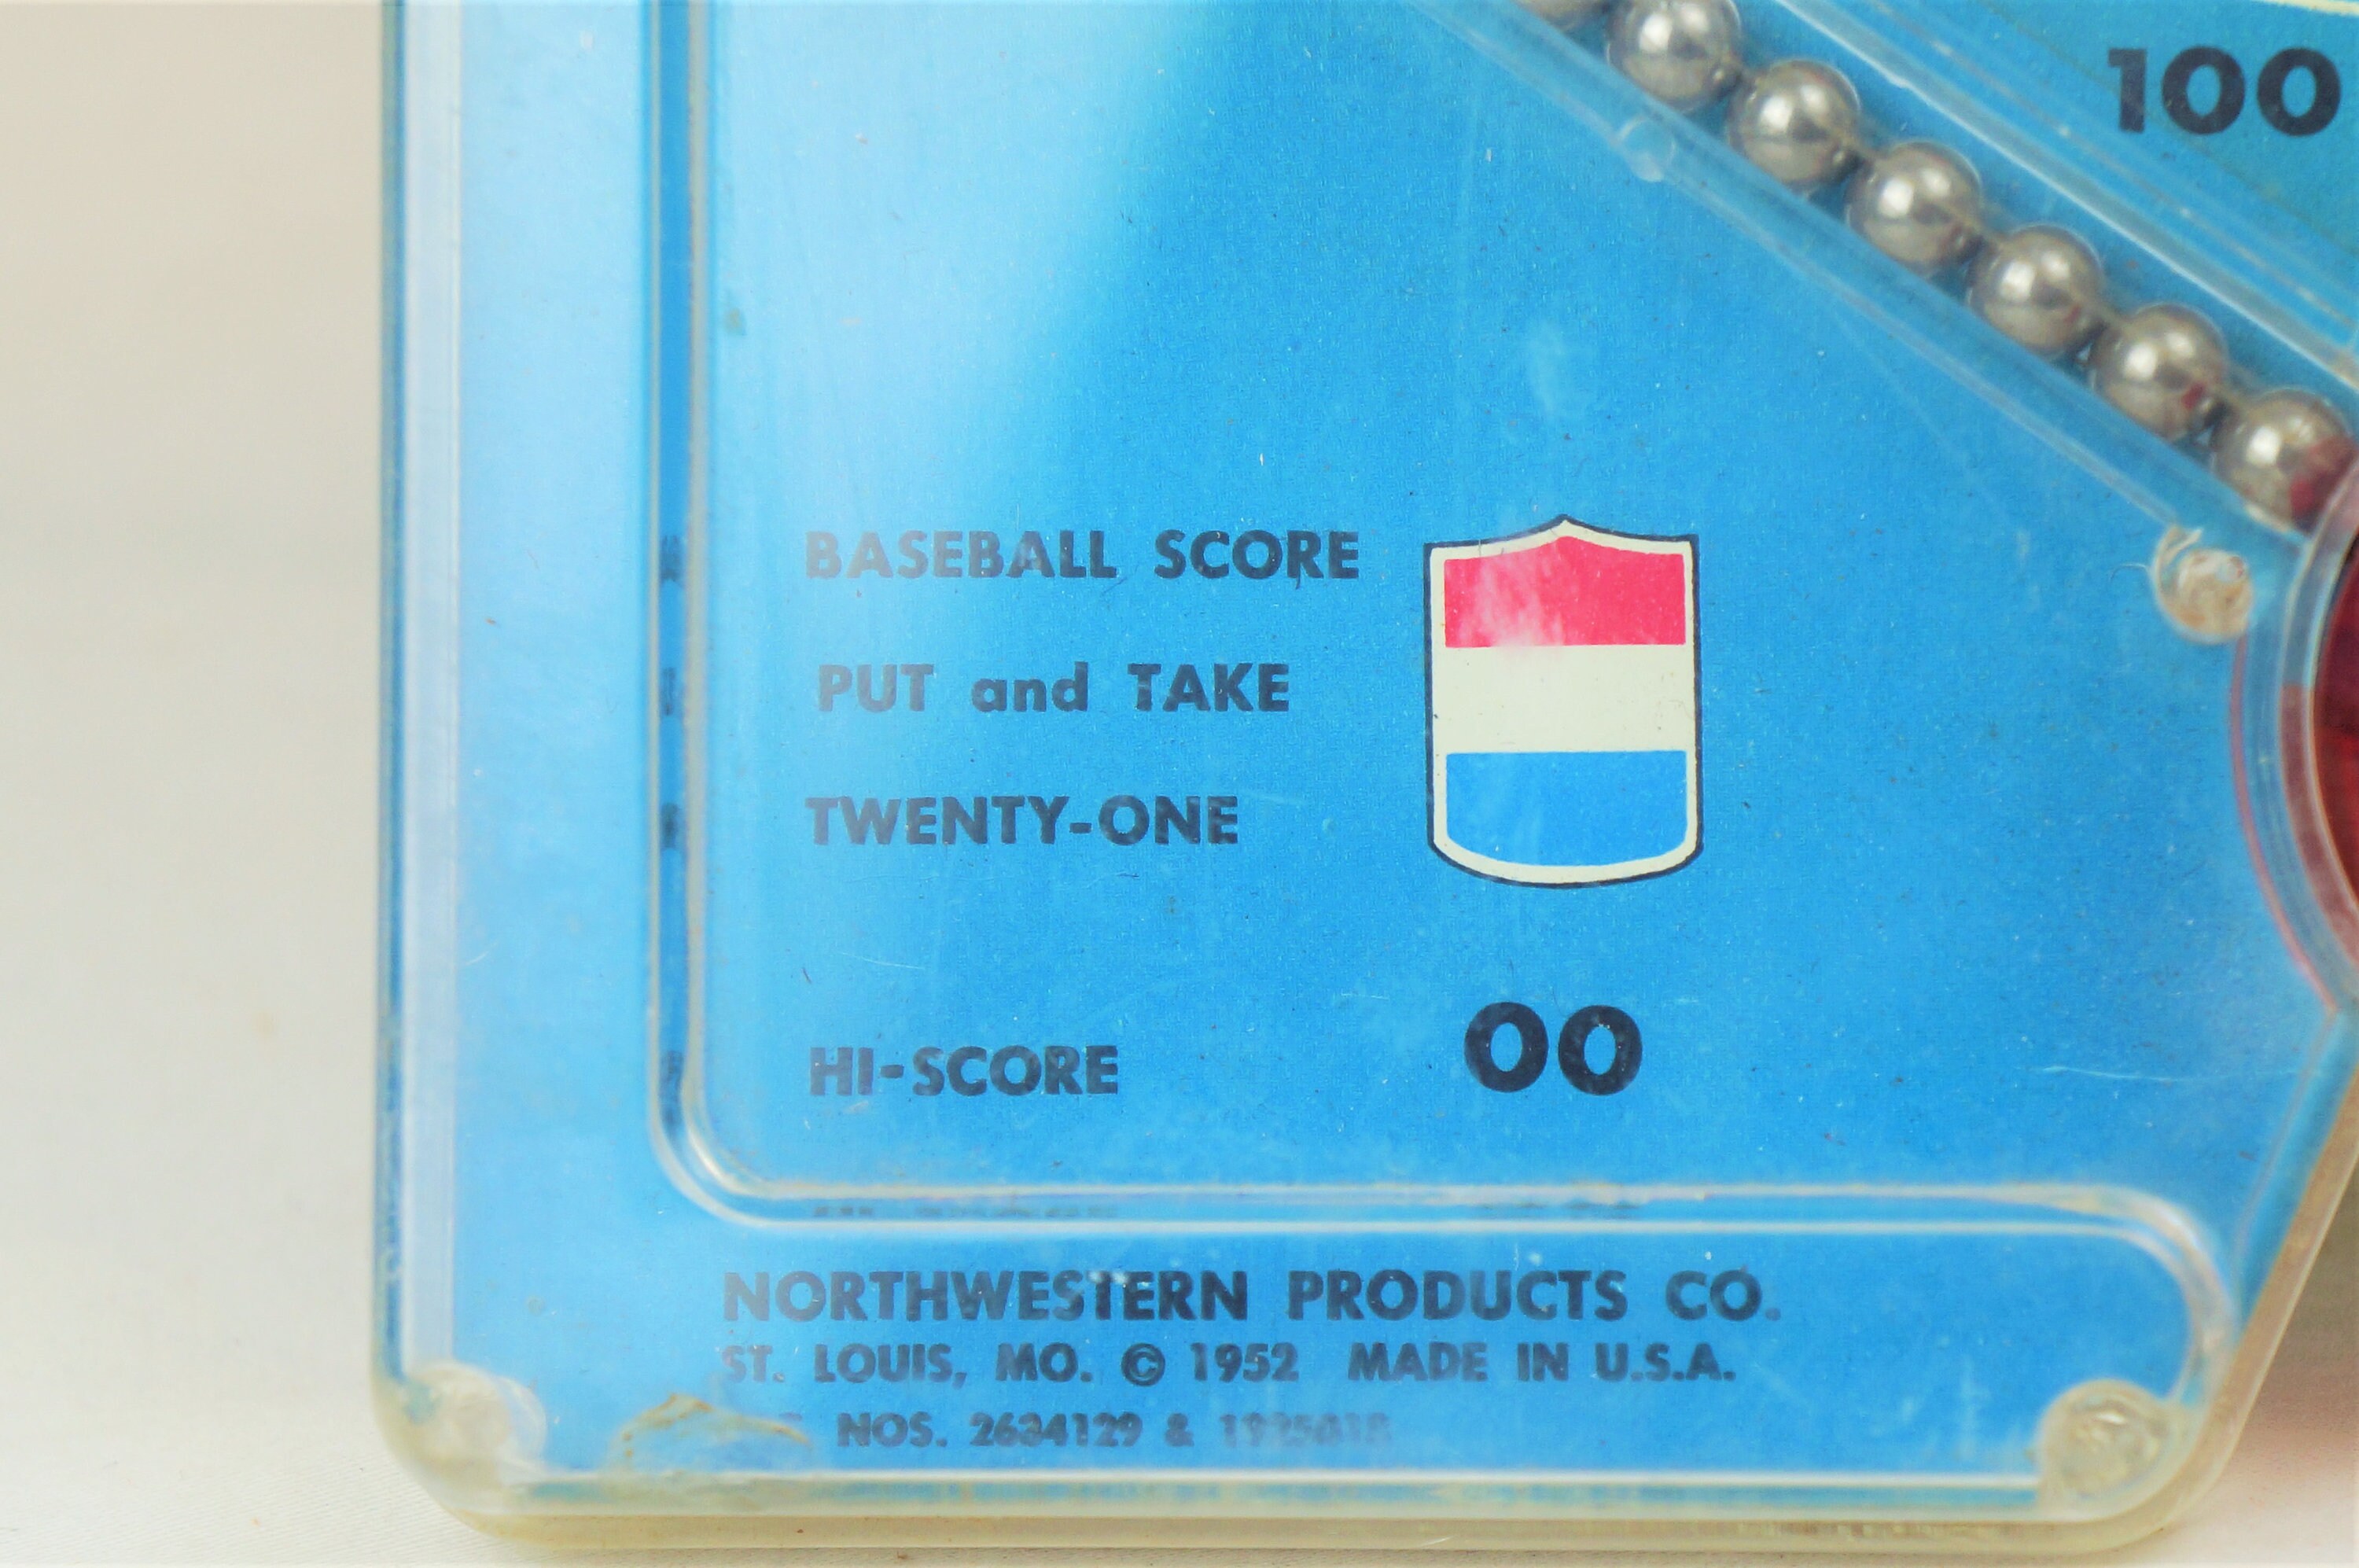 100
BASEBALL SCORE
PUT and TAKE
TWENTY-ONE
HI-SCORE 00
NORTHWESTERN PRODUCTS CO.
ST. LOUIS, MO. © 1952 MADE IN U.S.A.
NOS. 2634129 &